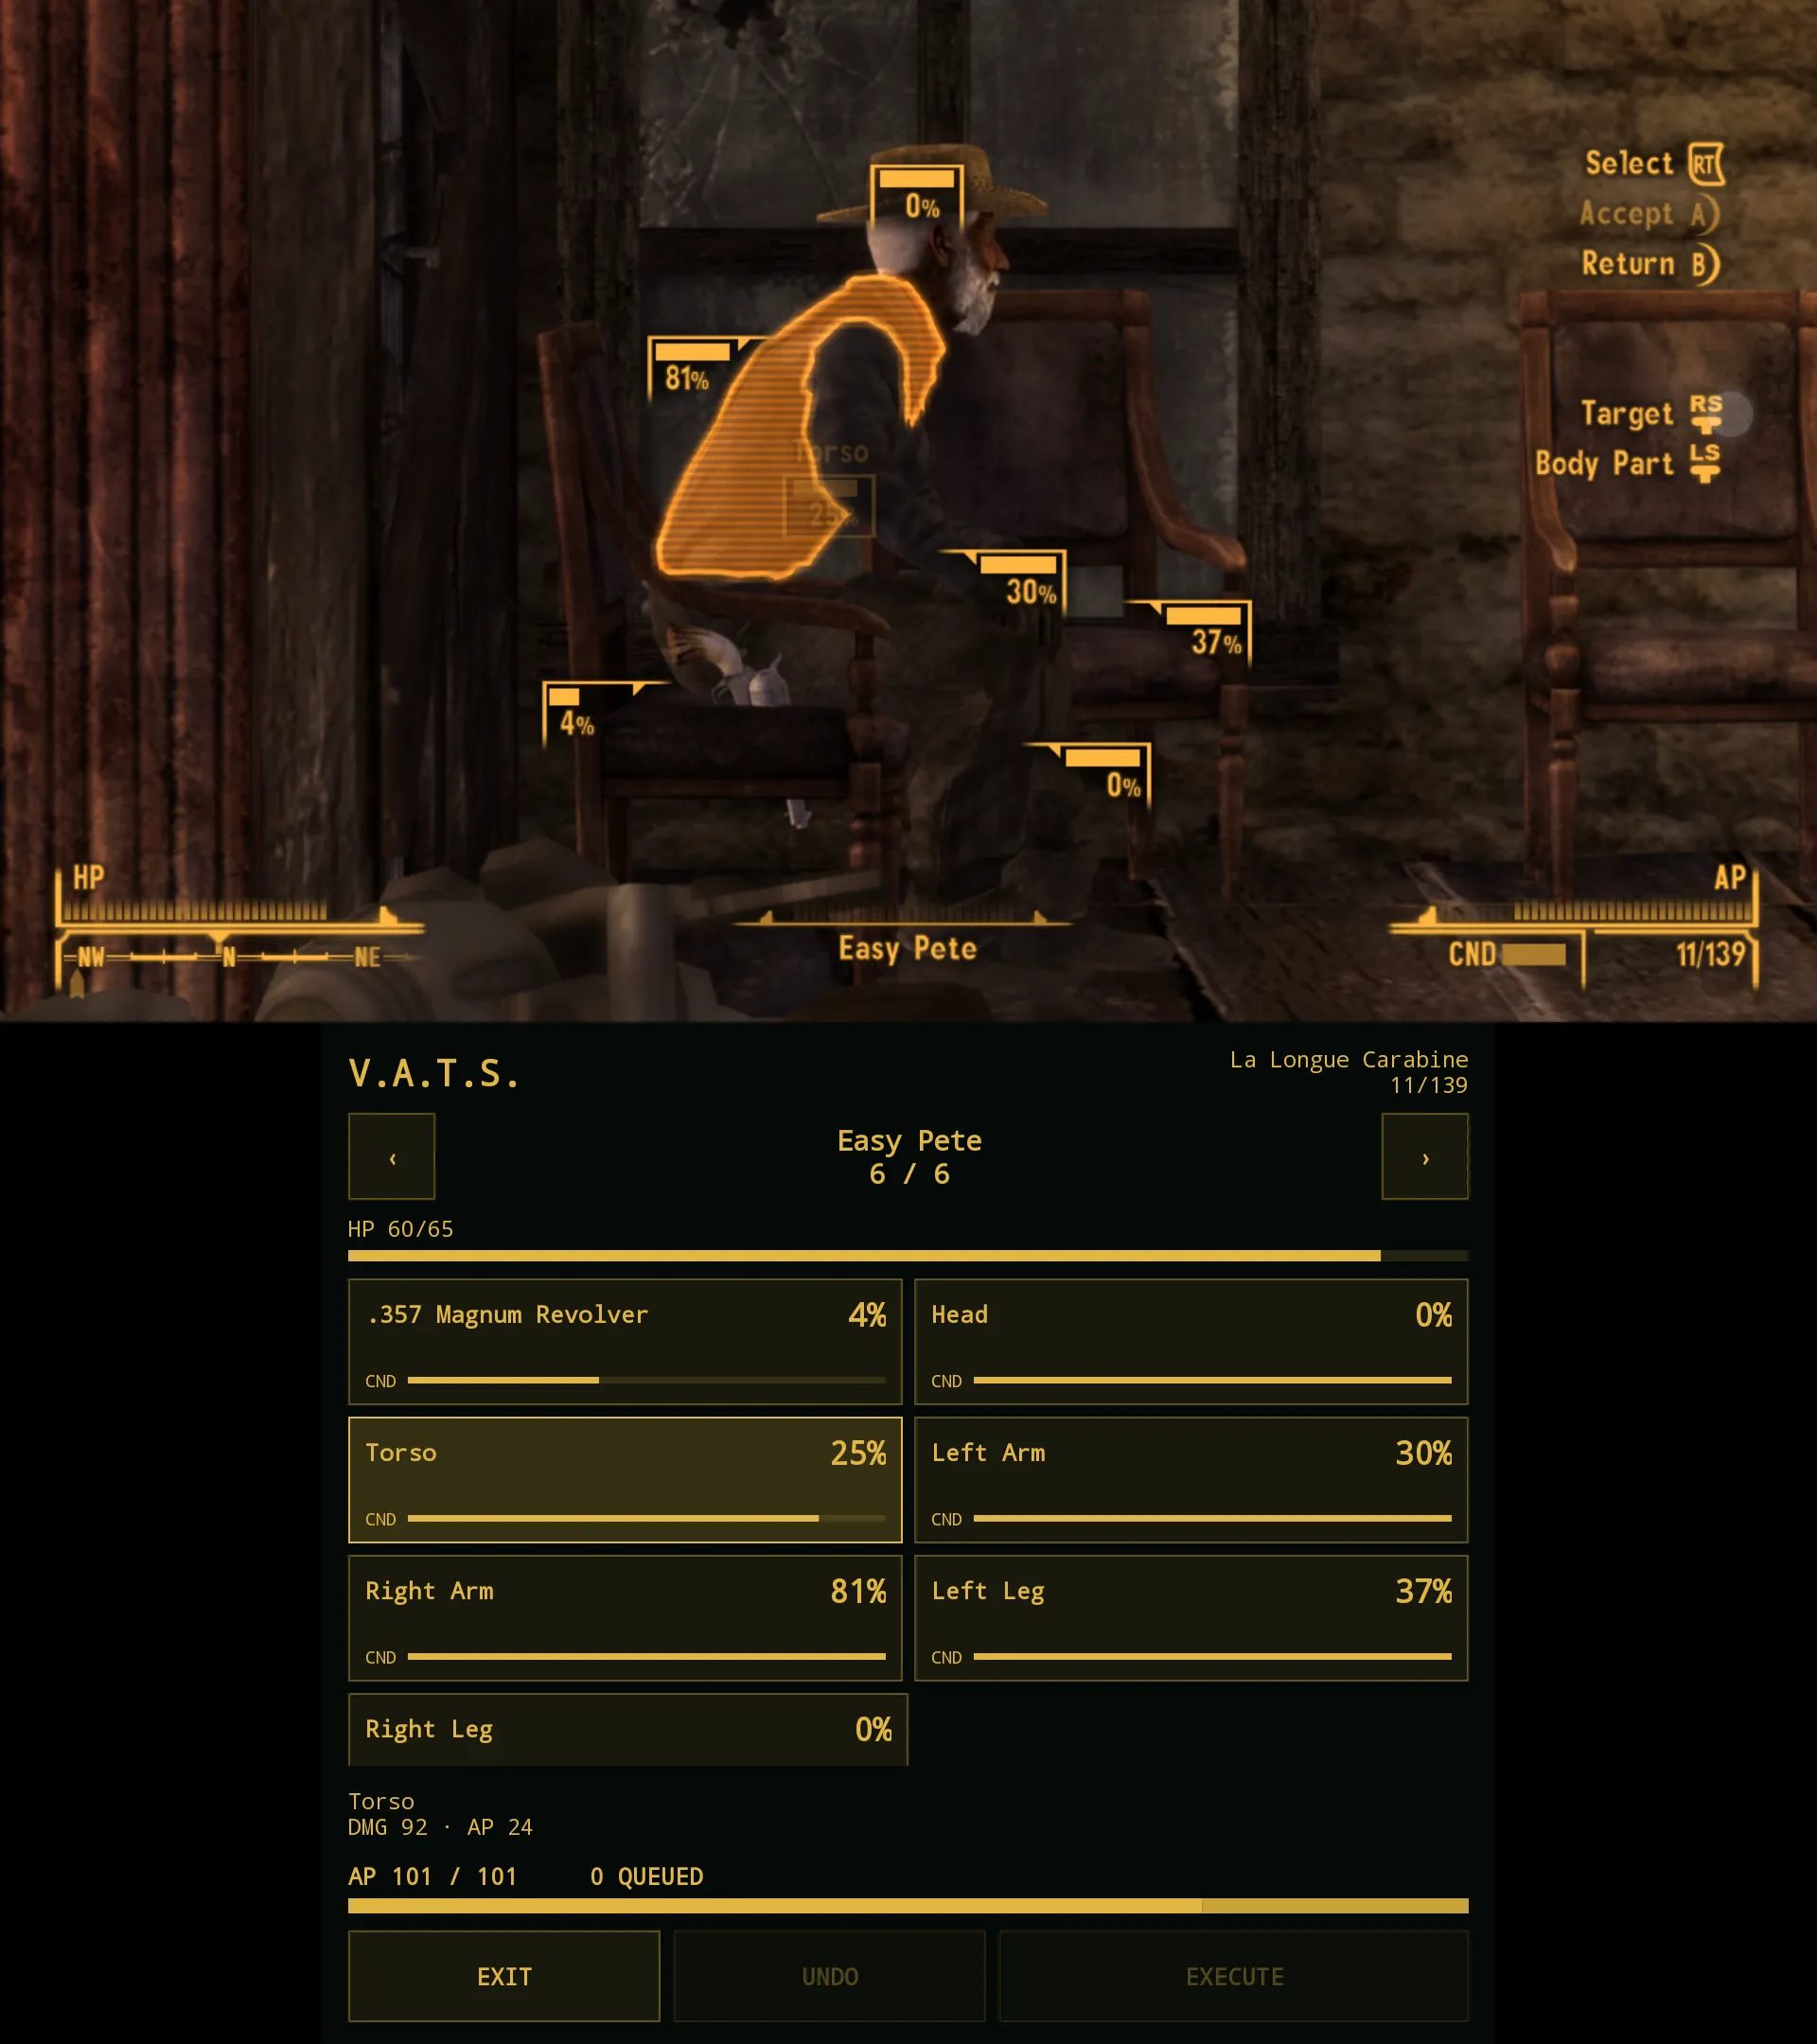 0%
Select RT
Accept A)
Return B)
81%
Target RS
Body Part LS
Torso
25%
30%
37%
4%
0%
HP
AP
NW N NE
Easy Pete
CND 11/139
V.A.T.S.
La Longue Carabine
11/139
‹
Easy Pete
6 / 6
›
HP 60/65
.357 Magnum Revolver 4%
CND
Head 0%
CND
Torso 25%
CND
Left Arm 30%
CND
Right Arm 81%
CND
Left Leg 37%
CND
Right Leg 0%
Torso
DMG 92 · AP 24
AP 101 / 101 0 QUEUED
EXIT
UNDO
EXECUTE